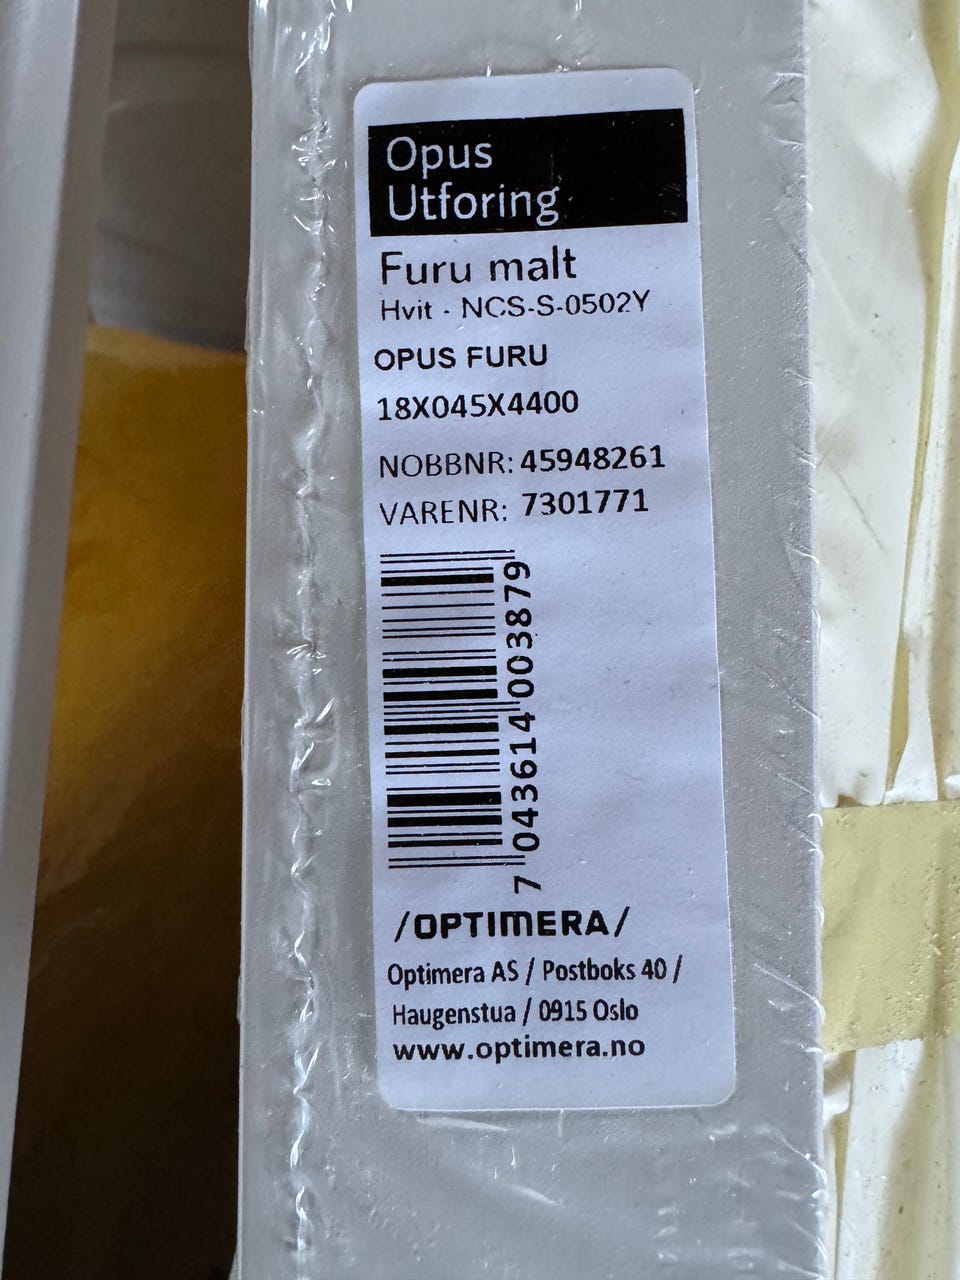 Opus
Utforing
Furu malt
Hvit - NCS-S-0502Y
OPUS FURU
18X045X4400
NOBBNR: 45948261
VARENR: 7301771
7 043614 003879
/OPTIMERA/
Optimera AS / Postboks 40 /
Haugenstua / 0915 Oslo
www.optimera.no